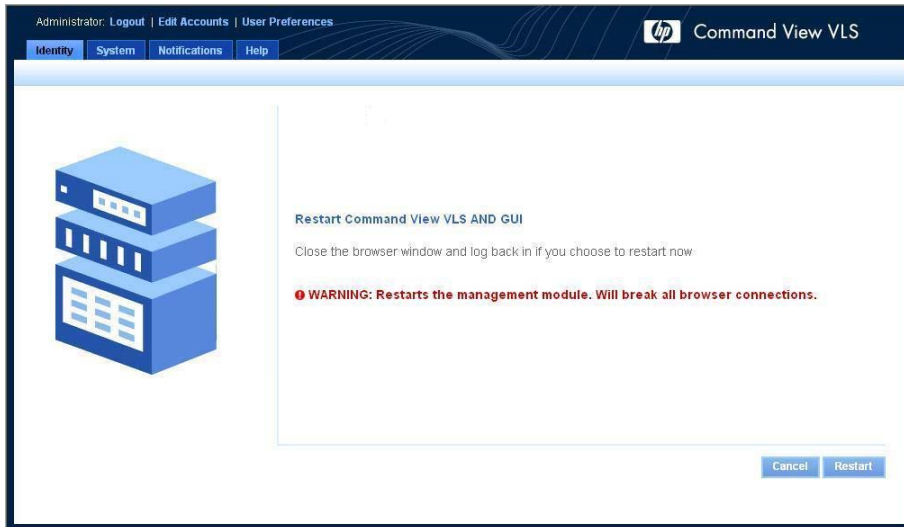 Administrator: Logout | Edit Accounts | User Preferences
hp Command View VLS
Identity System Notifications Help
Restart Command View VLS AND GUI
Close the browser window and log back in if you choose to restart now
WARNING: Restarts the management module. Will break all browser connections.
Cancel Restart